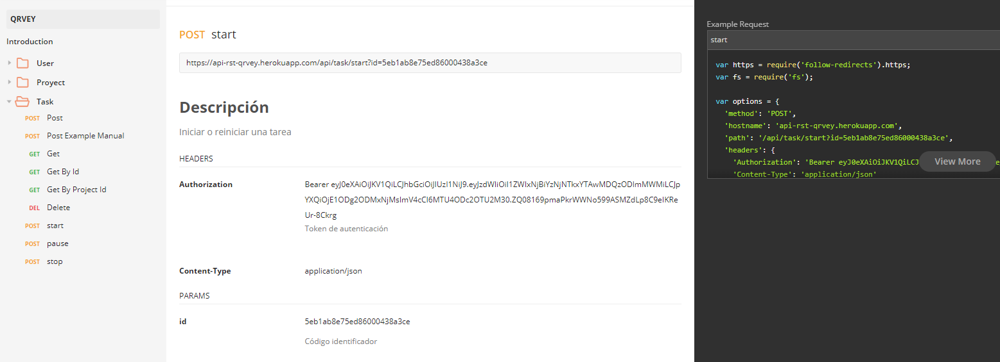 QRVEY
Introduction
User
Proyect
Task
POST Post
POST Post Example Manual
GET Get
GET Get By Id
GET Get By Project Id
DEL Delete
POST start
POST pause
POST stop
POST start
https://api-rst-qrvey.herokuapp.com/api/task/start?id=5eb1ab8e75ed86000438a3ce
Descripción
Iniciar o reiniciar una tarea
HEADERS
Authorization
Bearer eyJ0eXAiOiJKV1QiLCJhbGciOiJIUzI1NiJ9.eyJzdWIiOiI1ZWIxNjBiYzNjNTkxYTAwMDQzODlmMWMiLCJp
YXQiOjE1ODg2ODMxNjMsImV4cCI6MTU4ODc2OTU2M30.ZQ08169pmaPkrWWNo599ASMZdLp8C9eIKRe
Ur-8Ckrg
Token de autenticación
Content-Type
application/json
PARAMS
id
5eb1ab8e75ed86000438a3ce
Código identificador
Example Request
start
var https = require('follow-redirects').https;
var fs = require('fs');
var options = {
'method': 'POST',
'hostname': 'api-rst-qrvey.herokuapp.com',
'path': '/api/task/start?id=5eb1ab8e75ed86000438a3ce',
'headers': {
'Authorization': 'Bearer eyJ0eXAiOiJKV1QiLCJ
View More
'Content-Type': 'application/json'